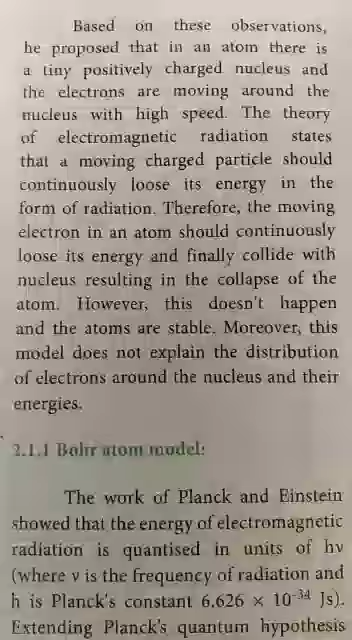 Based on these observations,
he proposed that in an atom there is
a tiny positively charged nucleus and
the electrons are moving around the
nucleus with high speed. The theory
of electromagnetic radiation states
that a moving charged particle should
continuously loose its energy in the
form of radiation. Therefore, the moving
electron in an atom should continuously
loose its energy and finally collide with
nucleus resulting in the collapse of the
atom. However, this doesn't happen
and the atoms are stable. Moreover, this
model does not explain the distribution
of electrons around the nucleus and their
energies.
2.1.1 Bohr atom model:
The work of Planck and Einstein
showed that the energy of electromagnetic
radiation is quantised in units of hν
(where ν is the frequency of radiation and
h is Planck's constant 6.626 × 10⁻³⁴ Js).
Extending Planck's quantum hypothesis